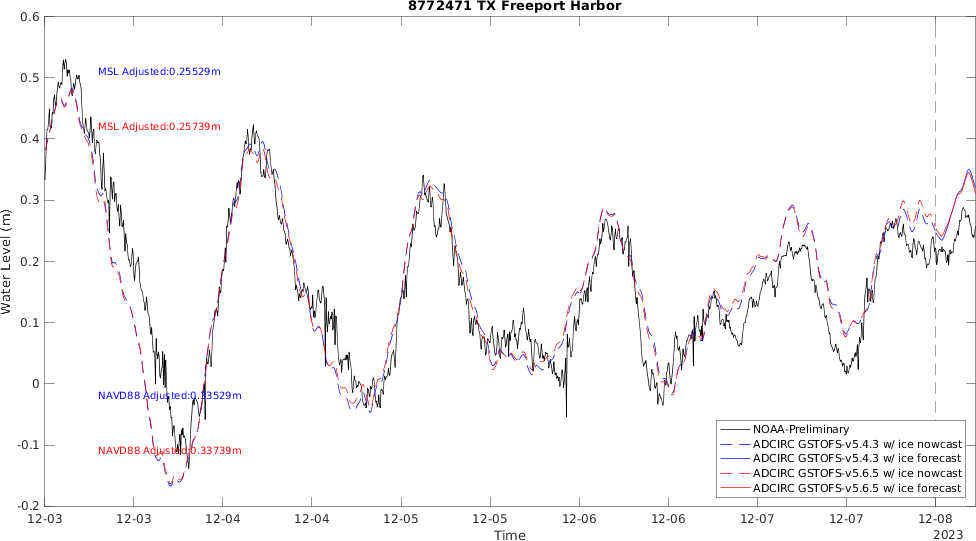 8772471 TX Freeport Harbor
0.6
0.5
0.4
0.3
0.2
0.1
0
-0.1
-0.2
Water Level (m)
MSL Adjusted:0.25529m
MSL Adjusted:0.25739m
NAVD88 Adjusted:0.33529m
NAVD88 Adjusted:0.33739m
NOAA-Preliminary
ADCIRC GSTOFS-v5.4.3 w/ ice nowcast
ADCIRC GSTOFS-v5.4.3 w/ ice forecast
ADCIRC GSTOFS-v5.6.5 w/ ice nowcast
ADCIRC GSTOFS-v5.6.5 w/ ice forecast
12-03 12-03 12-04 12-04 12-05 12-05 12-06 12-06 12-07 12-07 12-08
Time
2023